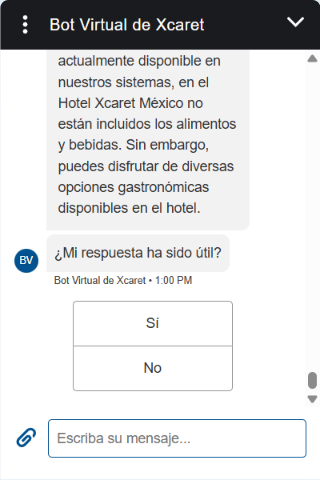 Bot Virtual de Xcaret
actualmente disponible en
nuestros sistemas, en el
Hotel Xcaret México no
están incluidos los alimentos
y bebidas. Sin embargo,
puedes disfrutar de diversas
opciones gastronómicas
disponibles en el hotel.
¿Mi respuesta ha sido útil?
BV
Bot Virtual de Xcaret • 1:00 PM
Sí
No
Escriba su mensaje...